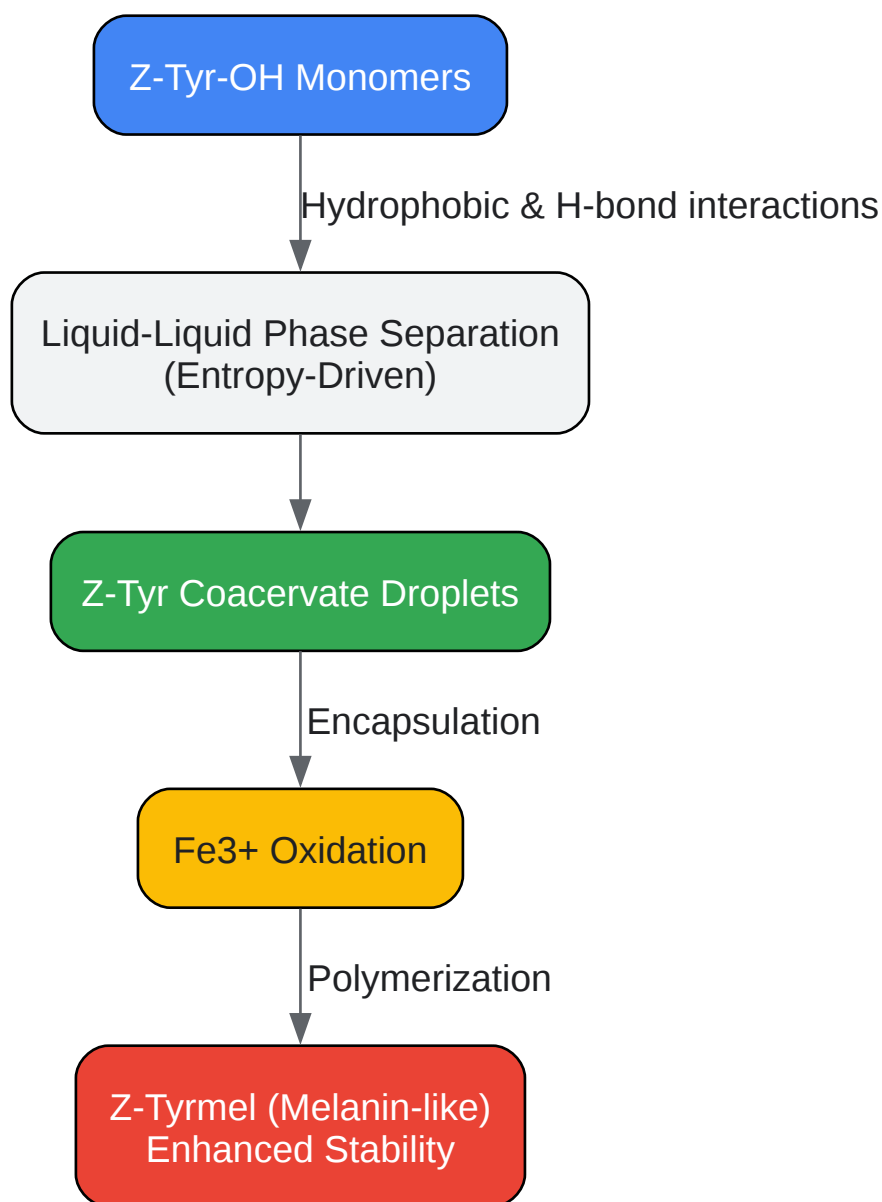 Z-Tyr-OH Monomers
Hydrophobic & H-bond interactions
Liquid-Liquid Phase Separation
(Entropy-Driven)
Z-Tyr Coacervate Droplets
Encapsulation
Fe3+ Oxidation
Polymerization
Z-Tyrmel (Melanin-like)
Enhanced Stability